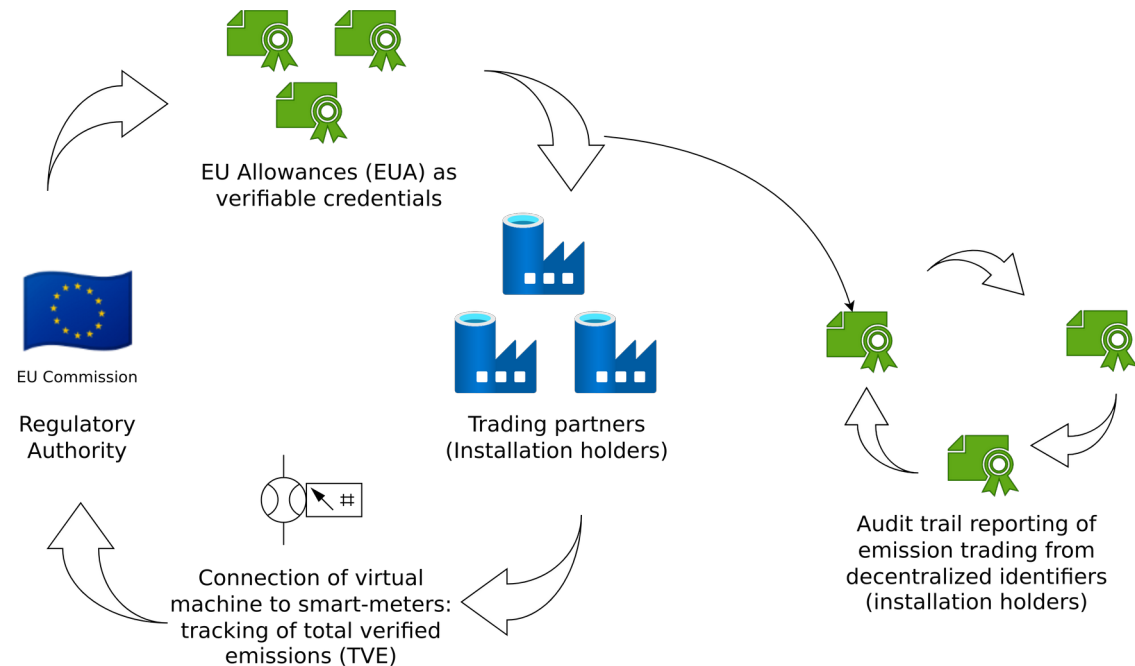 EU Allowances (EUA) as
verifiable credentials
EU Commission
Regulatory
Authority
Trading partners
(Installation holders)
#
Connection of virtual
machine to smart-meters:
tracking of total verified
emissions (TVE)
Audit trail reporting of
emission trading from
decentralized identifiers
(installation holders)